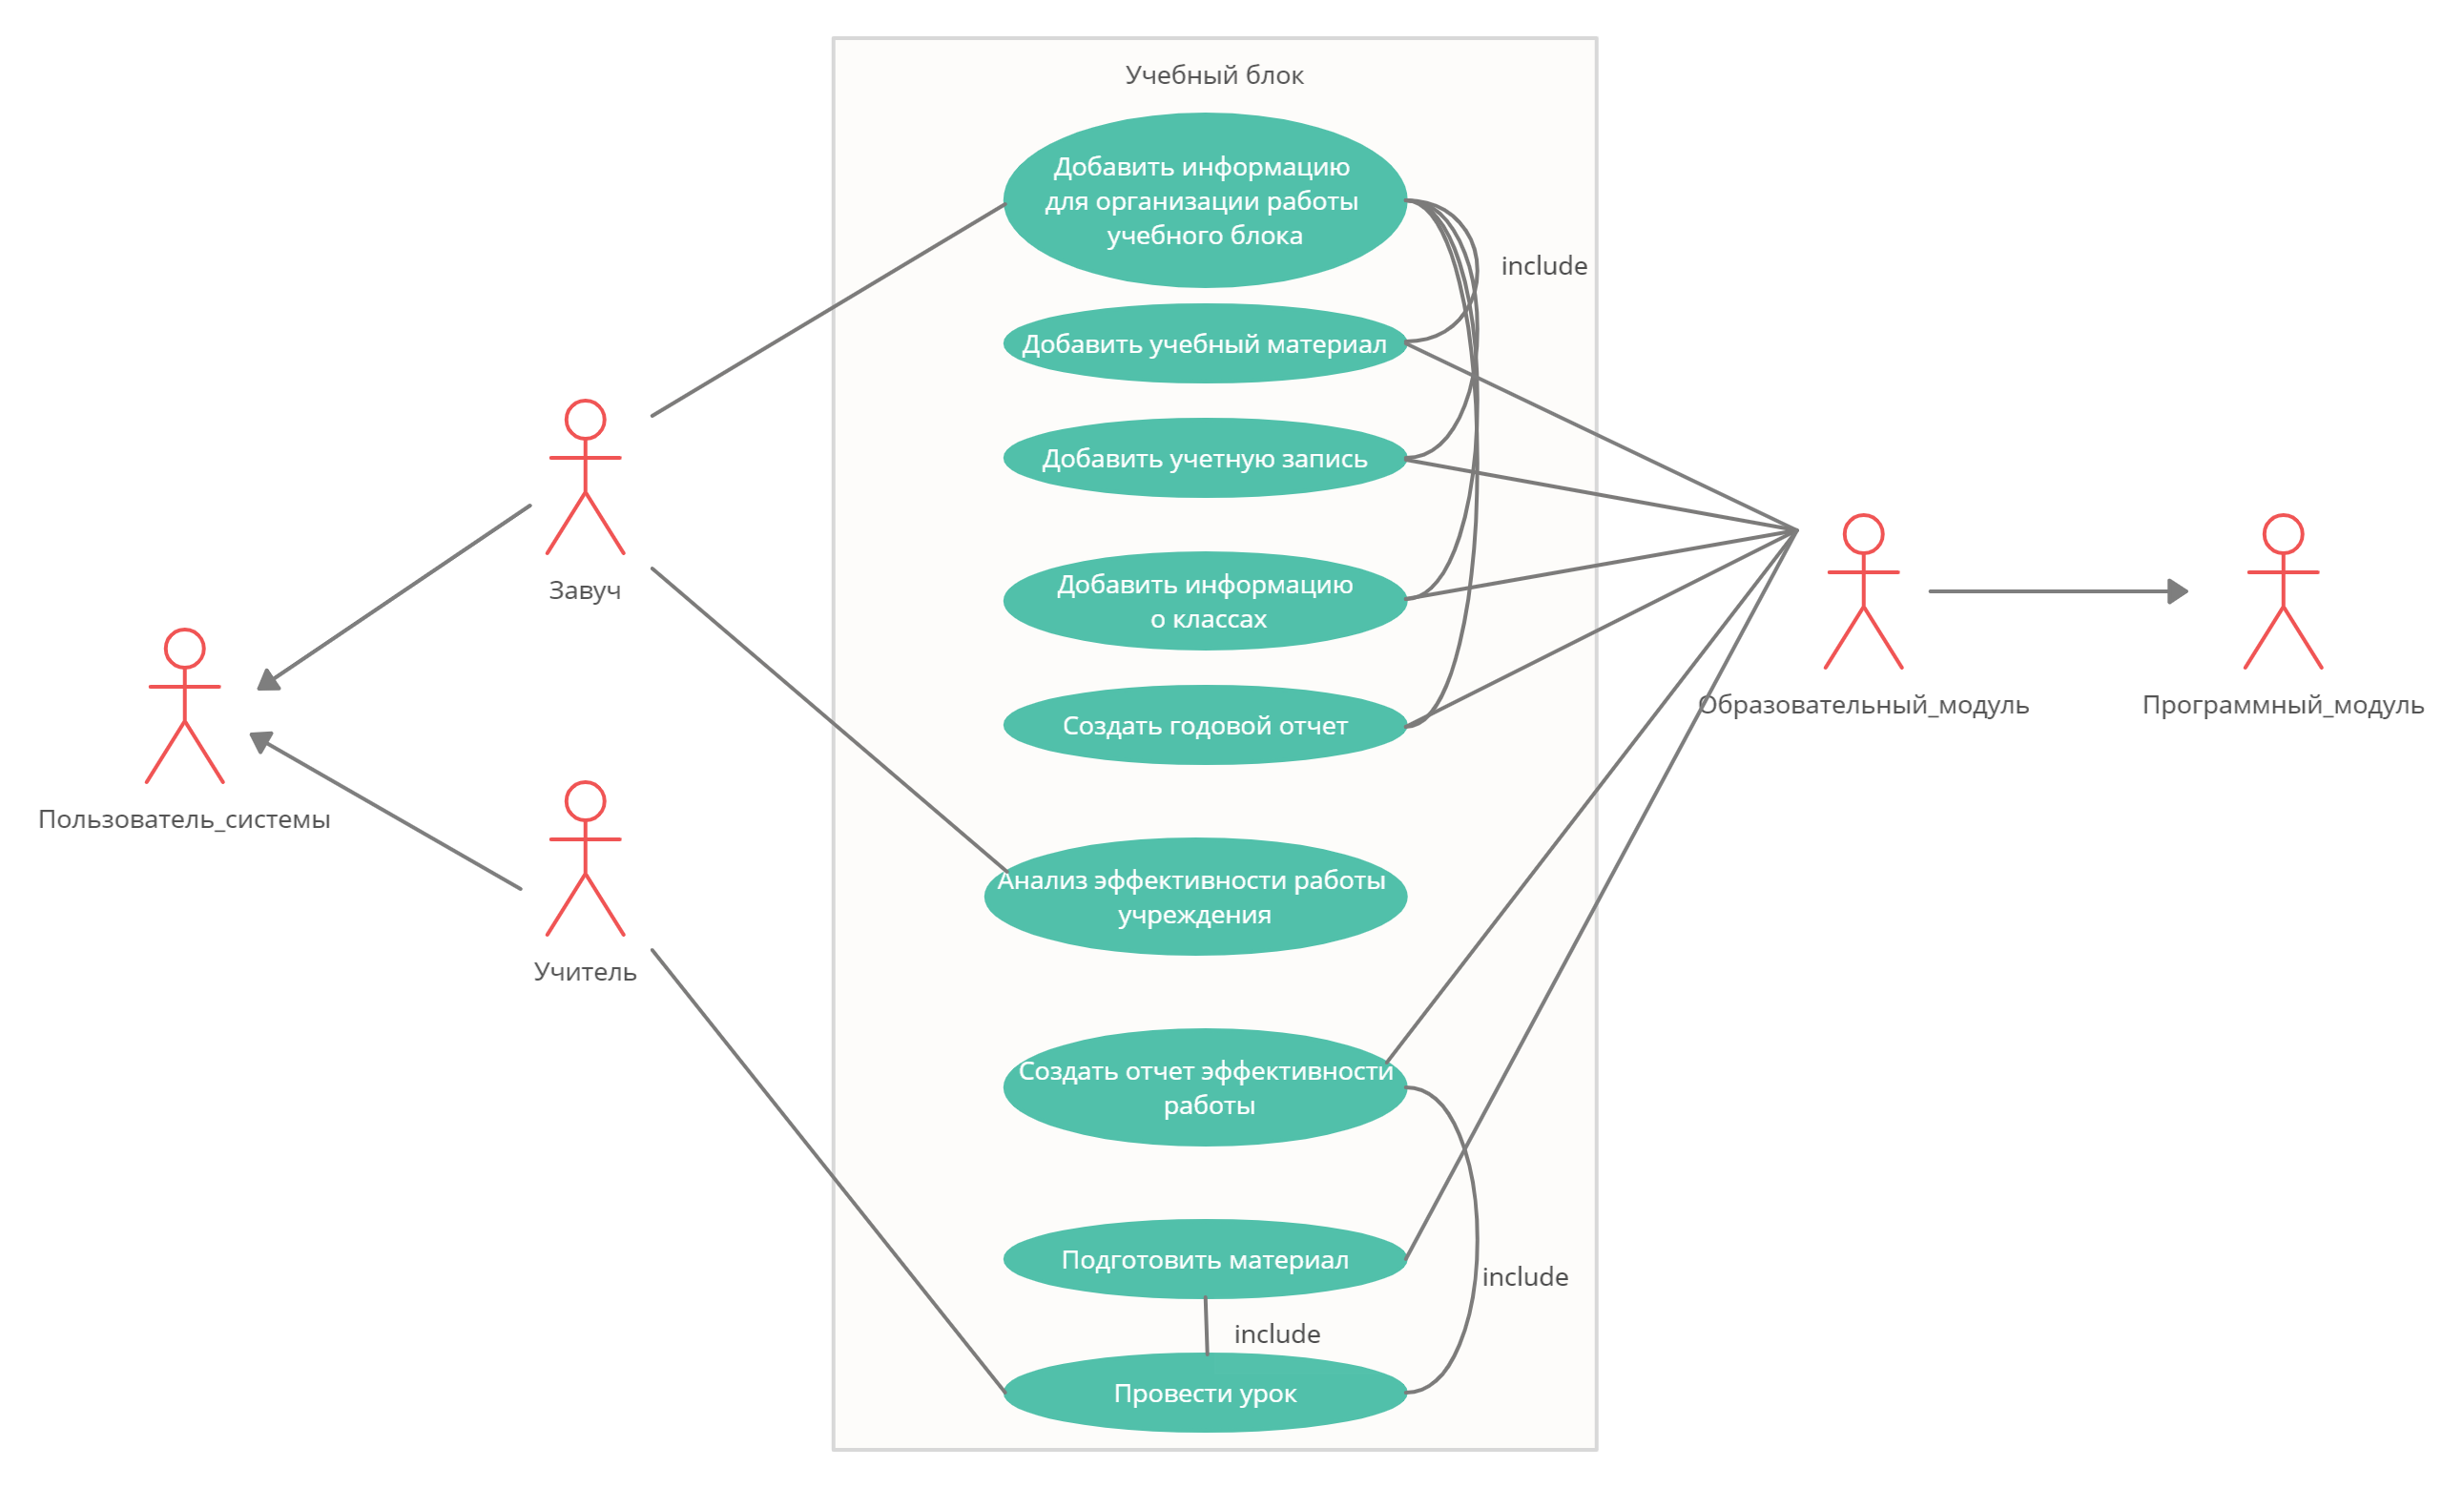 Учебный блок
Добавить информацию
для организации работы
учебного блока
include
Добавить учебный материал
Добавить учетную запись
Завуч
Добавить информацию
о классах
Образовательный_модуль
Программный_модуль
Создать годовой отчет
Пользователь_системы
Анализ эффективности работы
учреждения
Учитель
Создать отчет эффективности
работы
Подготовить материал
include
include
Провести урок